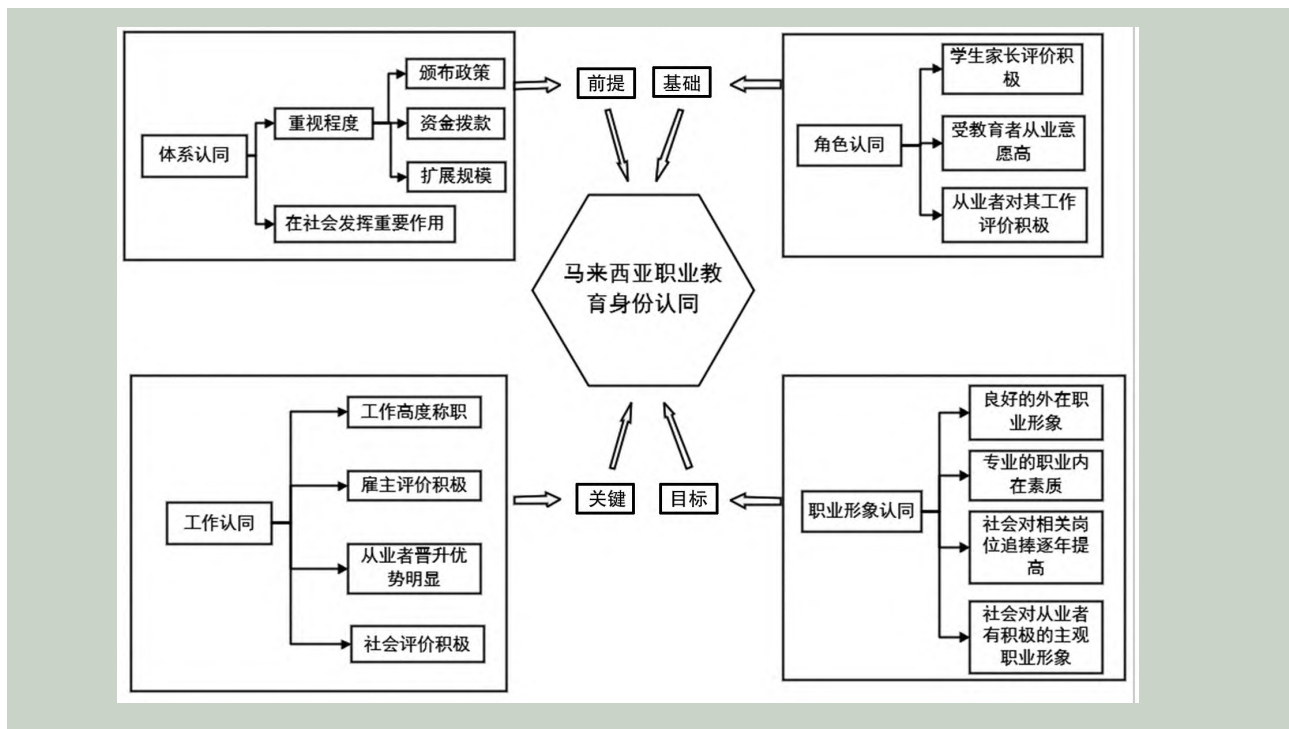 体系认同
重视程度
颁布政策
资金拨款
扩展规模
在社会发挥重要作用
前提
基础
角色认同
学生家长评价积
极
受教育者从业意
愿高
从业者对其工作
评价积极
马来西亚职业教
育身份认同
工作认同
工作高度称职
雇主评价积极
从业者晋升优
势明显
社会评价积极
关键
目标
职业形象认同
良好的外在职
业形象
专业的职业内
在素质
社会对相关岗
位追捧逐年提
高
社会对从业者
有积极的主观
职业形象